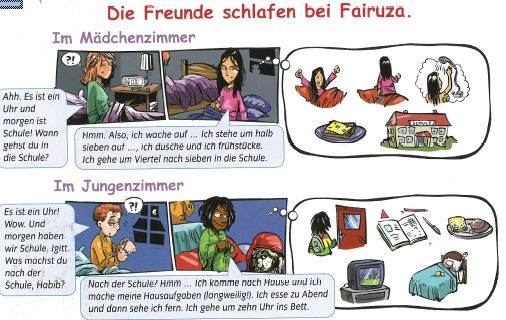 Die Freunde schlafen bei Fairuza.
Im Mädchenzimmer
?!
Ahh. Es ist ein
Uhr und
morgen ist
Schule! Wann
gehst du in
die Schule?
Hmm. Also, ich wache auf ... Ich stehe um halb
sieben auf ..., ich dusche und ich frühstücke.
Ich gehe um Viertel nach sieben in die Schule.
SCHULE
Im Jungenzimmer
?!
Es ist ein Uhr!
Wow. Und
morgen haben
wir Schule. Igitt.
Was machst du
nach der
Schule, Habib?
Nach der Schule? Hmm ... Ich komme nach Hause und ich
mache meine Hausaufgaben (langweilig!). Ich esse zu Abend
und dann sehe ich fern. Ich gehe um zehn Uhr ins Bett.